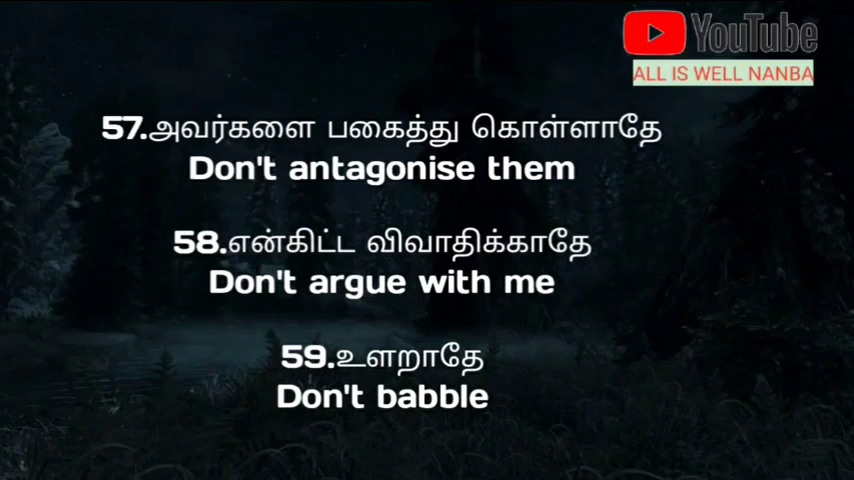 YouTube
ALL IS WELL NANBA
57.அவர்களை பகைத்து கொள்ளாதே
Don't antagonise them
58.என்கிட்ட விவாதிக்காதே
Don't argue with me
59.உளறாதே
Don't babble